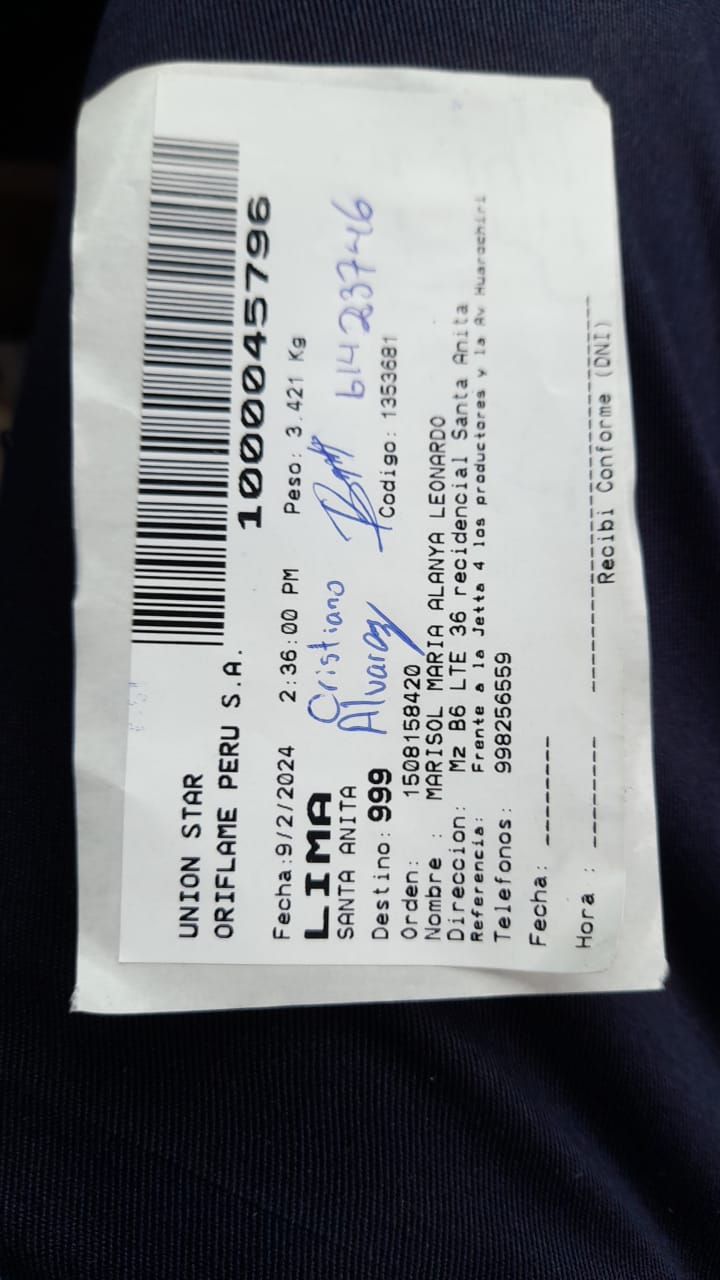 UNION STAR
ORIFLAME PERU S.A.
1000045796
Fecha:9/2/2024 2:36:00 PM Peso: 3.421 Kg
LIMA
SANTA ANITA
Cristiano
Alvarez
61423746
Destino: 999 Codigo: 1353681
Orden: 1508158420
Nombre : MARISOL MARIA ALANYA LEONARDO
Direccion: Mz B6 LTE 36 recidencial Santa Anita
Referencia: Frente a la Jetta 4 los productores y la Av Huarochiri
Telefonos: 998256559
Fecha: --------
Hora :
Recibi Conforme (DNI)